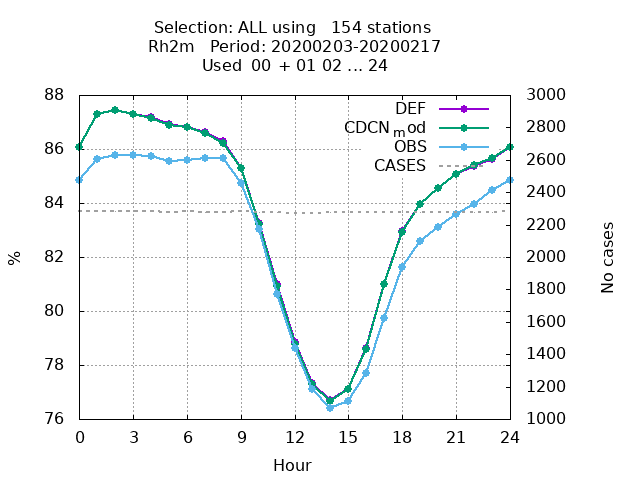 Selection: ALL using   154 stations
Rh2m   Period: 20200203-20200217
Used  00 + 01 02 ... 24
88 3000
DEF
2800
CDCN_mod
86
OBS
2600
CASES
2400
84
2200
82 2000
%
No cases
1800
80
1600
78 1400
1200
76 1000
0 3 6 9 12 15 18 21 24
Hour